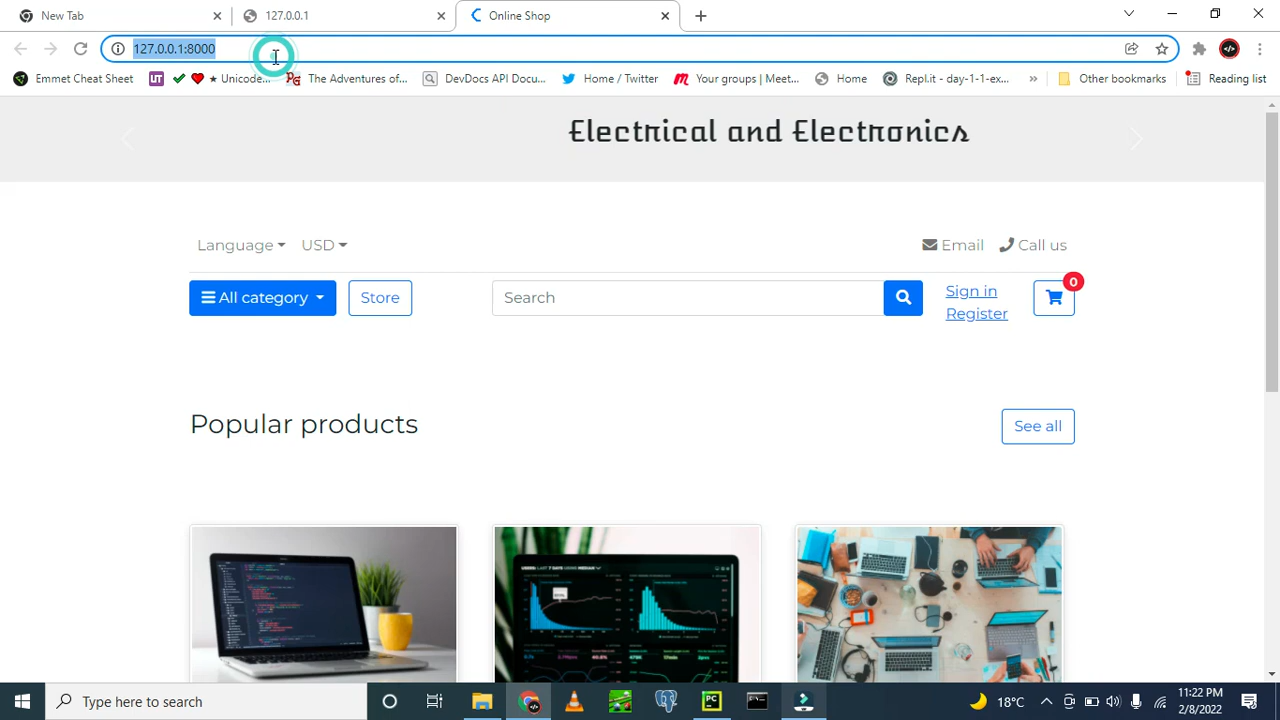 New Tab
127.0.0.1
Online Shop
127.0.0.1:8000
Emmet Cheat Sheet
UT
★ Unicode...
PG
The Adventures of...
DevDocs API Docu...
Home / Twitter
Your groups | Meet...
Home
Repl.it - day-1-1-ex...
»
Other bookmarks
Reading list
Electrical and Electronics
Language
USD
Email
Call us
All category
Store
Search
Sign in
Register
0
Popular products
See all
Type here to search
PC
18°C
11:22 PM
2/8/2022